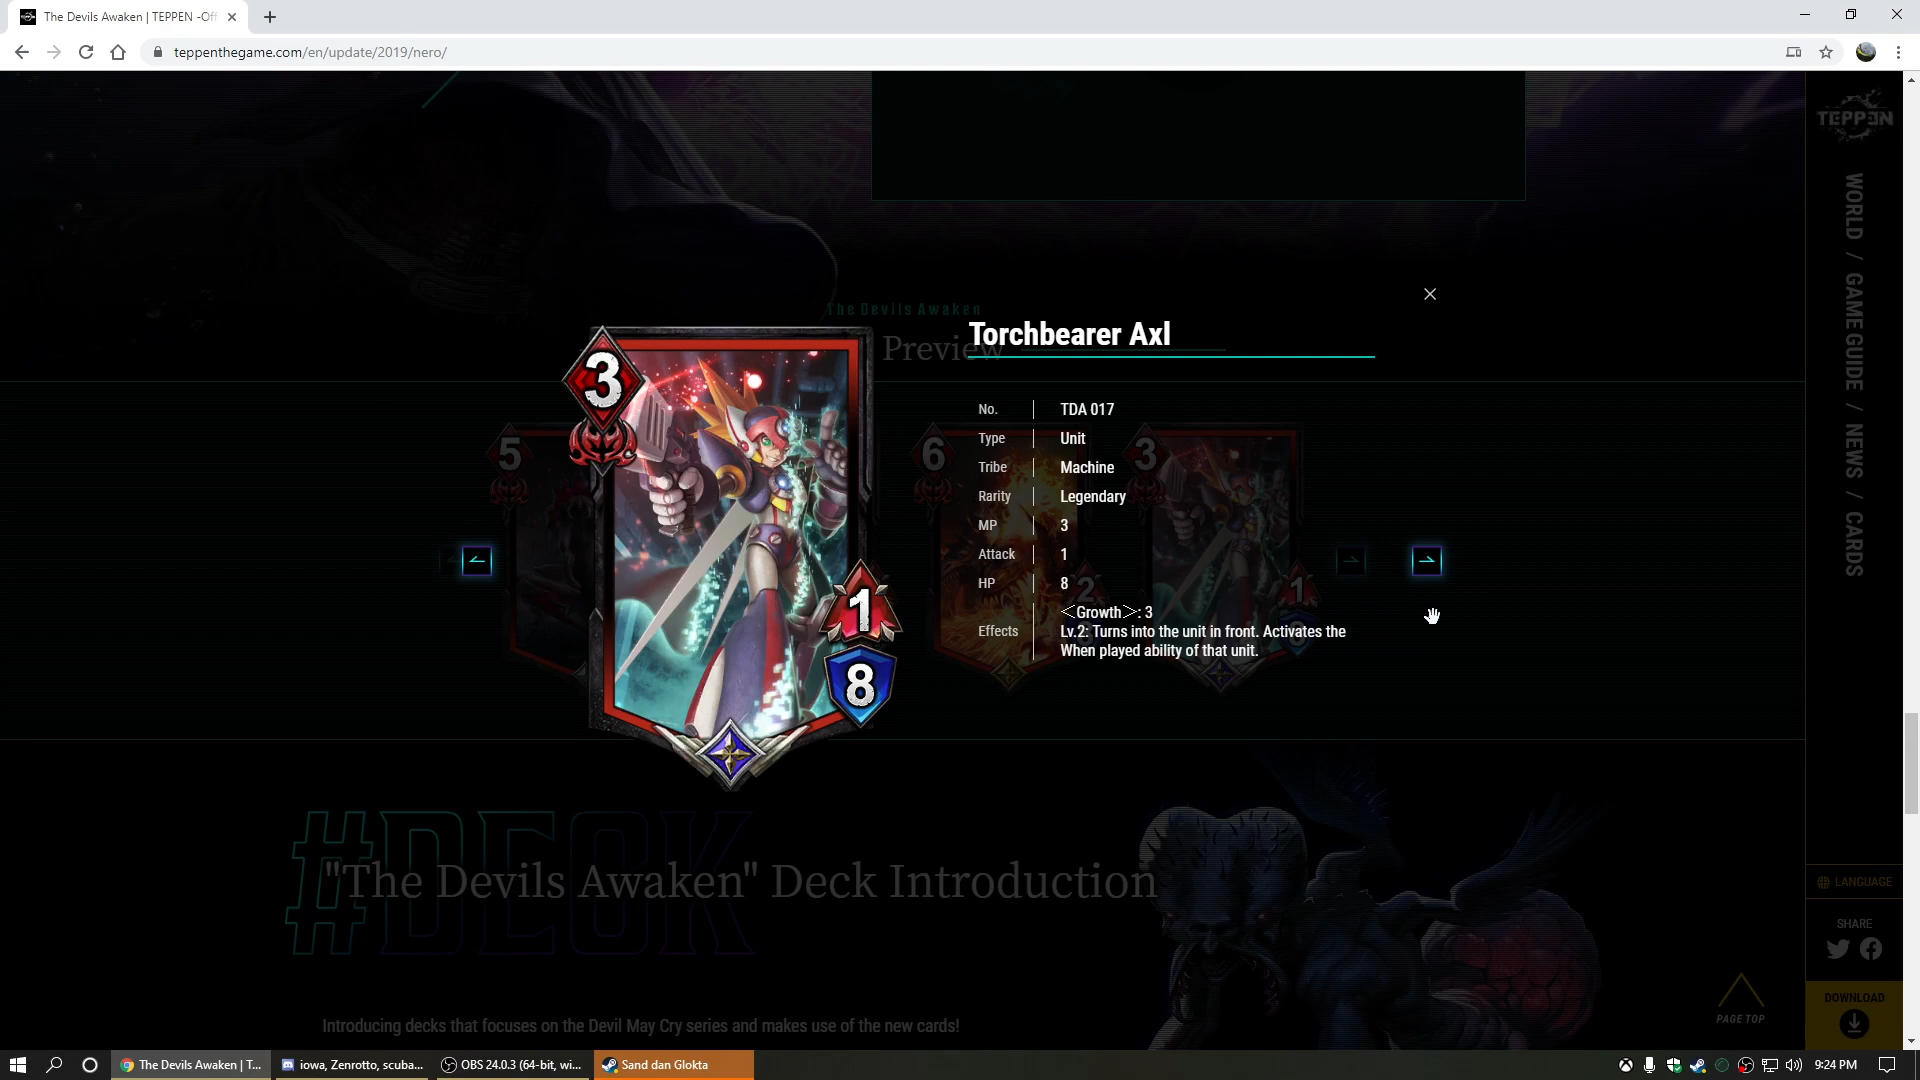 The Devils Awaken | TEPPEN -Off
teppenthegame.com/en/update/2019/nero/
TEPPEN
WORLD / GAME GUIDE / NEWS / CARDS
The Devils Awaken
Preview
Torchbearer Axl
3
5
6
3
No. TDA 017
Type Unit
Tribe Machine
Rarity Legendary
MP 3
Attack 1
HP 8
Effects <Growth>: 3
Lv.2: Turns into the unit in front. Activates the
When played ability of that unit.
1
8
2
1
#DECK
"The Devils Awaken" Deck Introduction
Introducing decks that focuses on the Devil May Cry series and makes use of the new cards!
LANGUAGE
SHARE
PAGE TOP
DOWNLOAD
The Devils Awaken | T...
iowa, Zenrotto, scuba...
OBS 24.0.3 (64-bit, wi...
Sand dan Glokta
9:24 PM